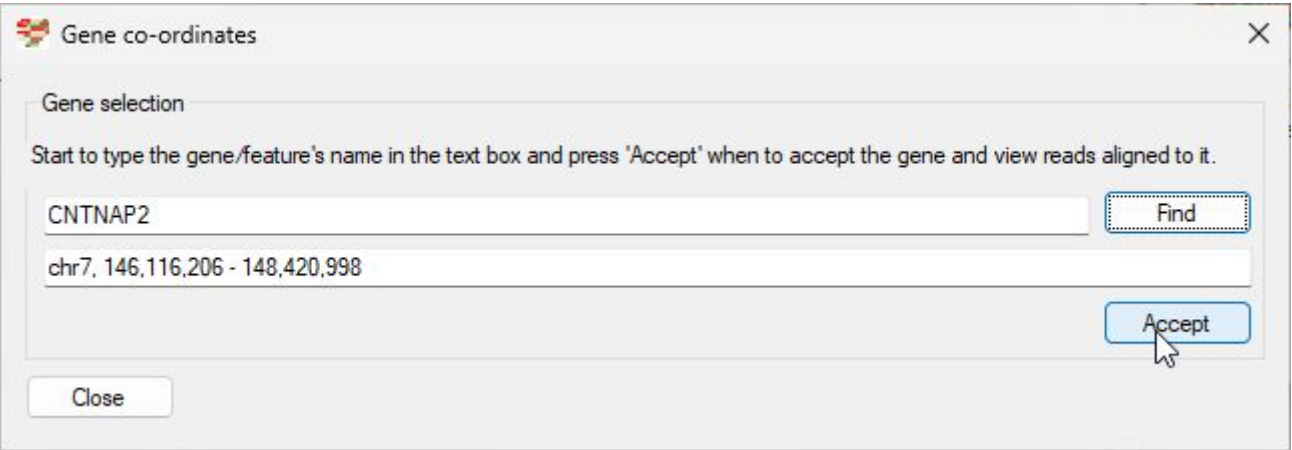 Gene co-ordinates
Gene selection
Start to type the gene/feature's name in the text box and press 'Accept' when to accept the gene and view reads aligned to it.
CNTNAP2
Find
chr7, 146,116,206 - 148,420,998
Accept
Close